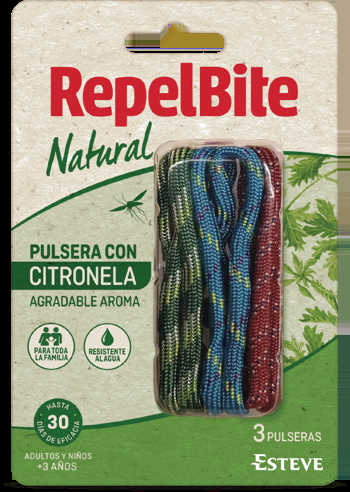 RepelBite
Natural
PULSERA CON
CITRONELA
AGRADABLE AROMA
PARA TODA
LA FAMILIA
RESISTENTE
AL AGUA
HASTA
30
DÍAS DE EFICACIA
ADULTOS Y NIÑOS
+3 AÑOS
3 PULSERAS
ESTEVE